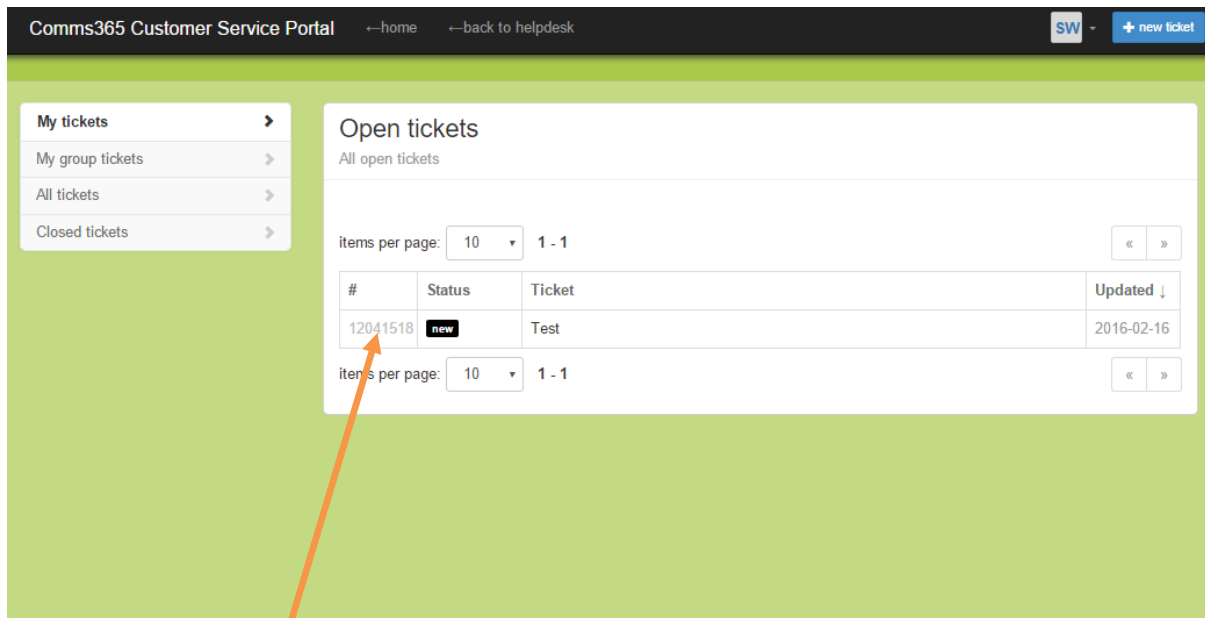 Comms365 Customer Service Portal ←home ←back to helpdesk SW + new ticket
My tickets
My group tickets
All tickets
Closed tickets
Open tickets
All open tickets
items per page: 10 1 - 1 « »
# Status Ticket Updated ↓
12041518 new Test 2016-02-16
items per page: 10 1 - 1 « »